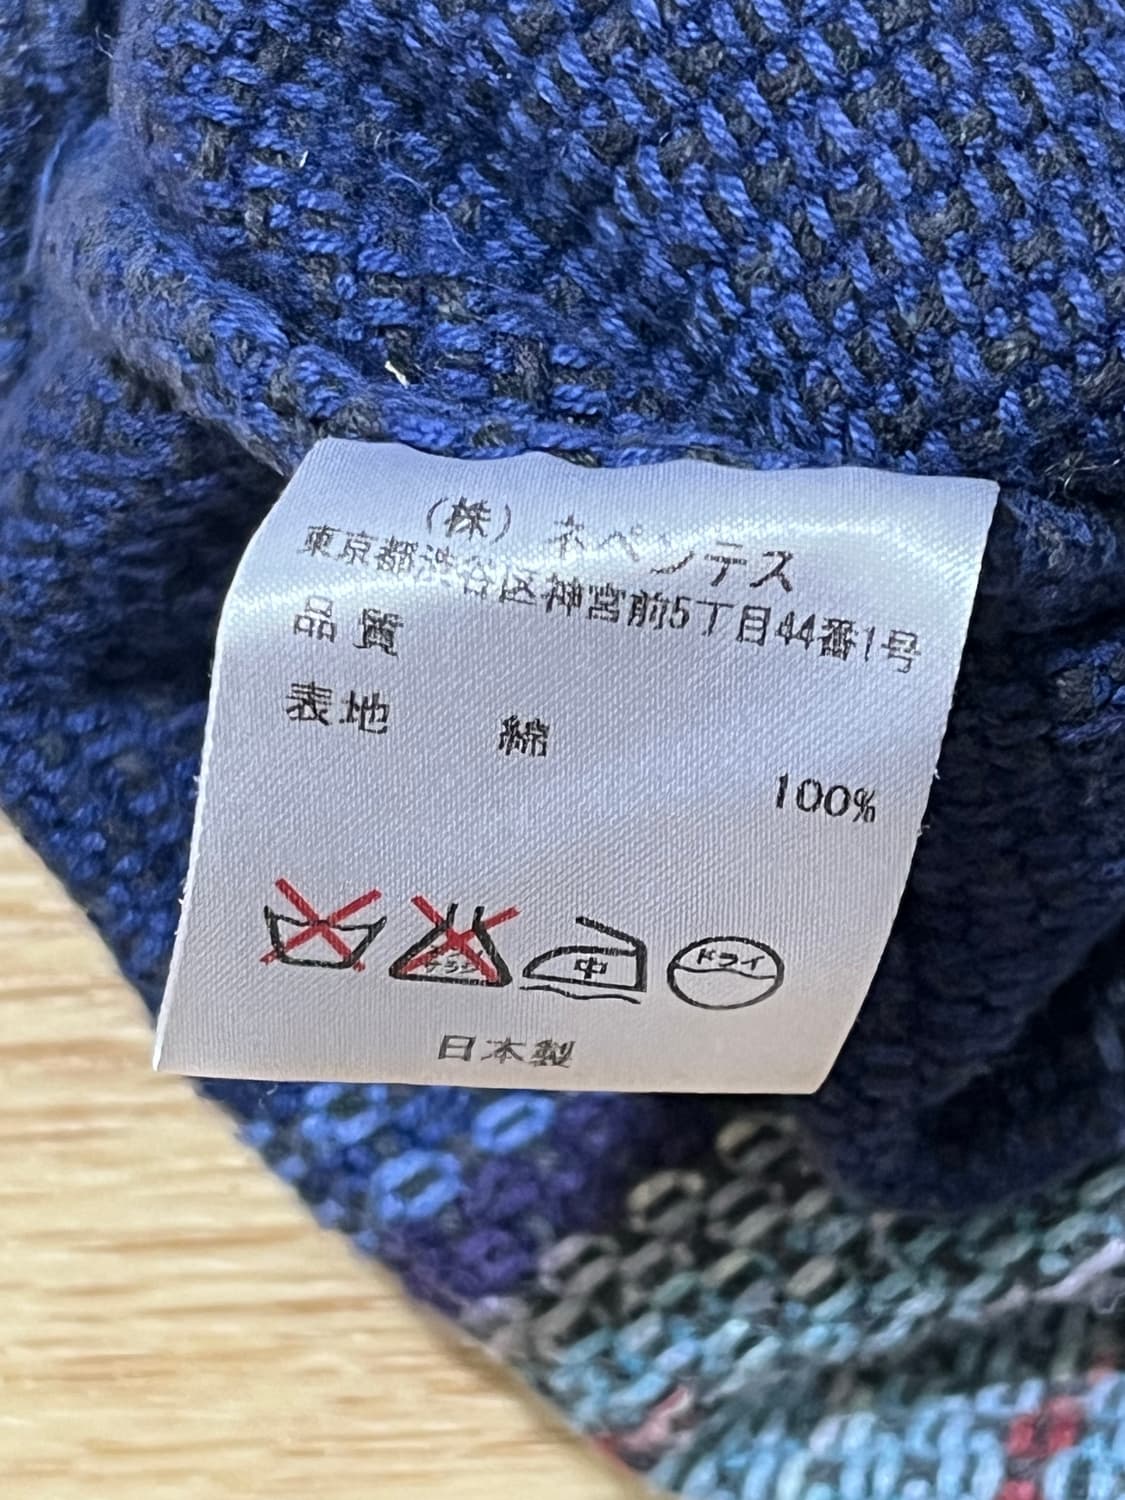 (株) ネペンテス
東京都渋谷区神宮前5丁目44番1号
品質
表地 綿
100%
中 ドライ
日本製